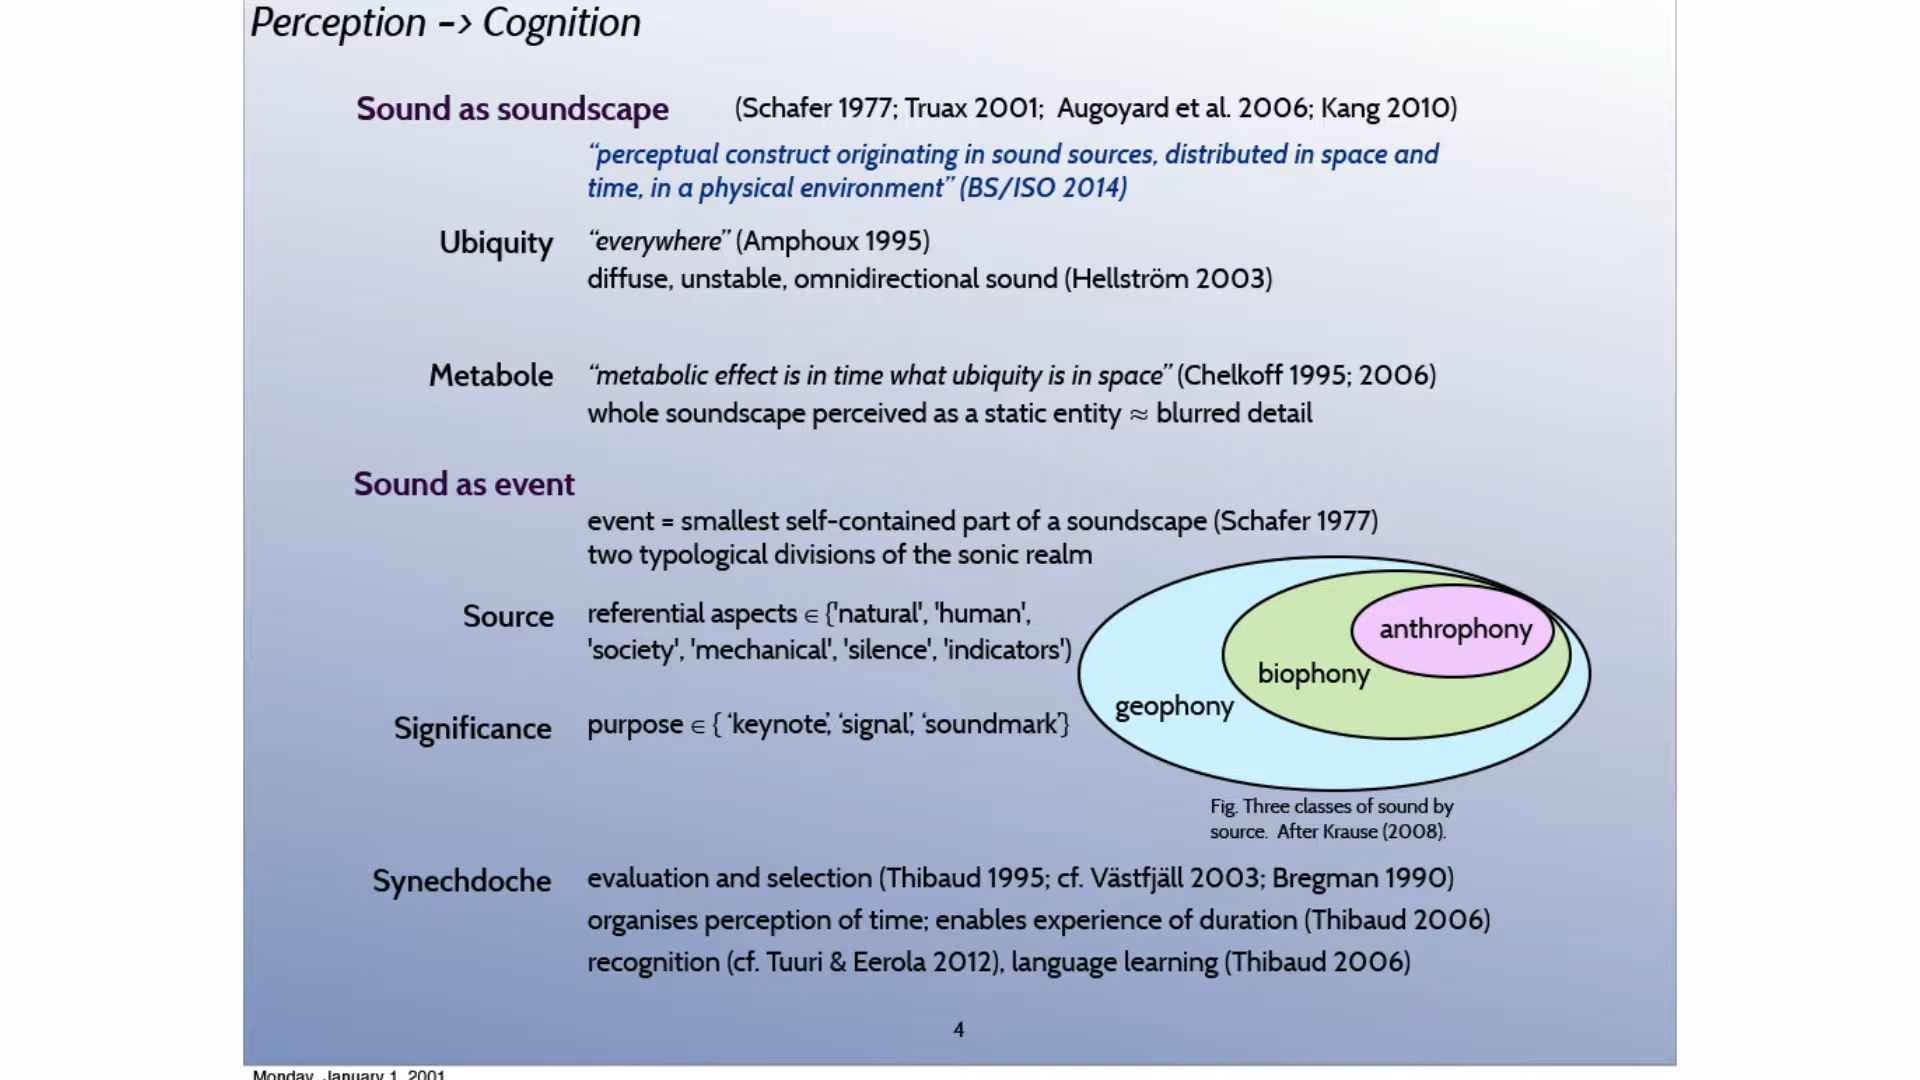 Perception -> Cognition
Sound as soundscape (Schafer 1977; Truax 2001; Augoyard et al. 2006; Kang 2010)
“perceptual construct originating in sound sources, distributed in space and
time, in a physical environment” (BS/ISO 2014)
Ubiquity “everywhere” (Amphoux 1995)
diffuse, unstable, omnidirectional sound (Hellström 2003)
Metabole “metabolic effect is in time what ubiquity is in space” (Chelkoff 1995; 2006)
whole soundscape perceived as a static entity ≈ blurred detail
Sound as event
event = smallest self-contained part of a soundscape (Schafer 1977)
two typological divisions of the sonic realm
Source referential aspects ∈ {'natural', 'human',
'society', 'mechanical', 'silence', 'indicators')
anthrophony
biophony
geophony
Significance purpose ∈ { ‘keynote’, ‘signal’, ‘soundmark’}
Fig. Three classes of sound by
source. After Krause (2008).
Synechdoche evaluation and selection (Thibaud 1995; cf. Västfjäll 2003; Bregman 1990)
organises perception of time; enables experience of duration (Thibaud 2006)
recognition (cf. Tuuri & Eerola 2012), language learning (Thibaud 2006)
4
Monday, January 1, 2001